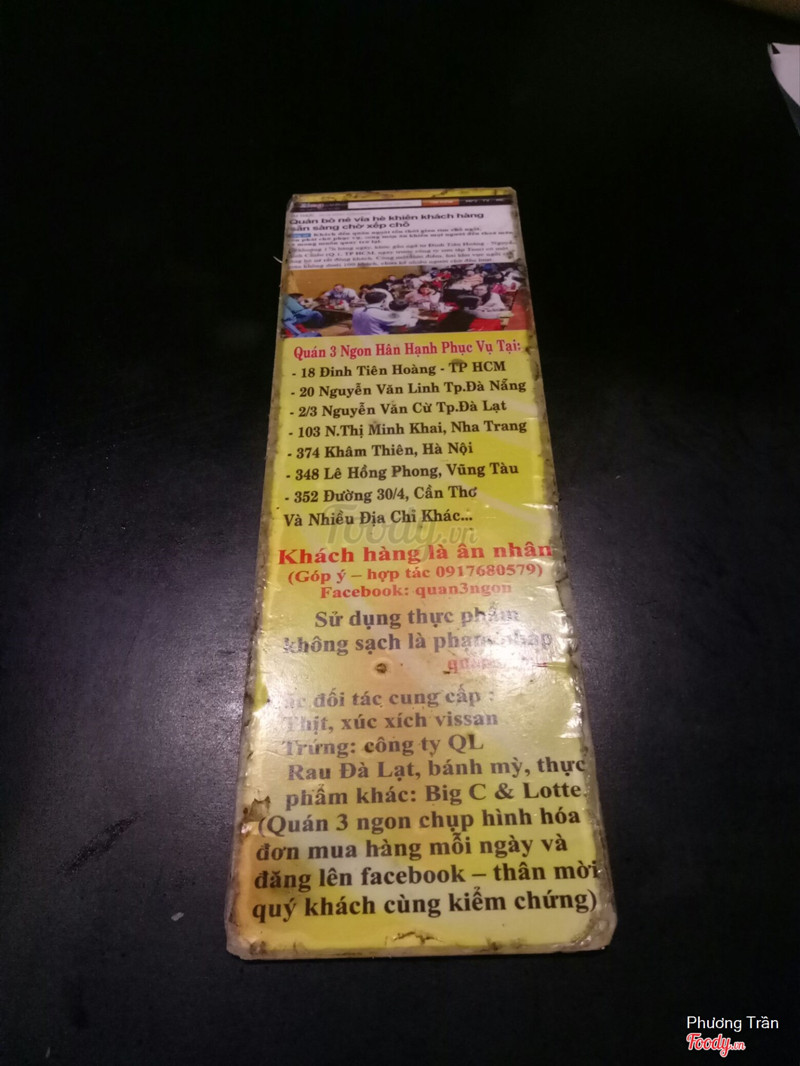 Quán bò né vỉa hè khiến khách hàng
sẵn sàng chờ xếp chỗ
Quán 3 Ngon Hân Hạnh Phục Vụ Tại:
- 18 Đinh Tiên Hoàng - TP HCM
- 20 Nguyễn Văn Linh Tp.Đà Nẵng
- 2/3 Nguyễn Văn Cừ Tp.Đà Lạt
- 103 N.Thị Minh Khai, Nha Trang
- 374 Khâm Thiên, Hà Nội
- 348 Lê Hồng Phong, Vũng Tàu
- 352 Đường 30/4, Cần Thơ
Và Nhiều Địa Chỉ Khác...
Foody.vn
Khách hàng là ân nhân
(Góp ý – hợp tác 0917680579)
Facebook: quan3ngon
Sử dụng thực phẩm
không sạch là phạm pháp
đối tác cung cấp :
Thịt, xúc xích vissan
Trứng: công ty QL
Rau Đà Lạt, bánh mỳ, thực
phẩm khác: Big C & Lotte.
(Quán 3 ngon chụp hình hóa
đơn mua hàng mỗi ngày và
đăng lên facebook – thân mời
quý khách cùng kiểm chứng)
Phương Trần
Foody.vn